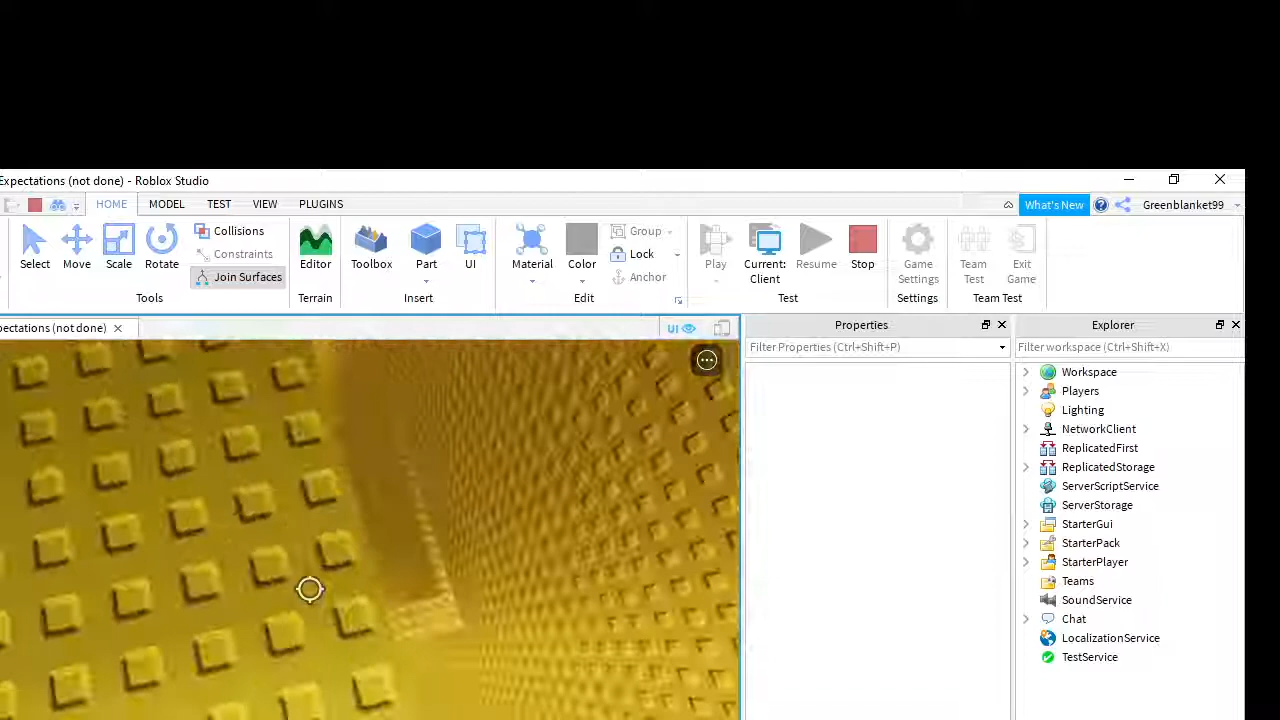 Expectations (not done) - Roblox Studio
HOME MODEL TEST VIEW PLUGINS
What's New
Greenblanket99
Select
Move
Scale
Rotate
Collisions
Constraints
Join Surfaces
Tools
Editor
Terrain
Toolbox
Part
UI
Insert
Material
Color
Group
Lock
Anchor
Edit
Play
Current:
Client
Resume
Stop
Test
Game
Settings
Settings
Team
Test
Exit
Game
Team Test
pectations (not done)
UI
Properties
Filter Properties (Ctrl+Shift+P)
Explorer
Filter workspace (Ctrl+Shift+X)
Workspace
Players
Lighting
NetworkClient
ReplicatedFirst
ReplicatedStorage
ServerScriptService
ServerStorage
StarterGui
StarterPack
StarterPlayer
Teams
SoundService
Chat
LocalizationService
TestService